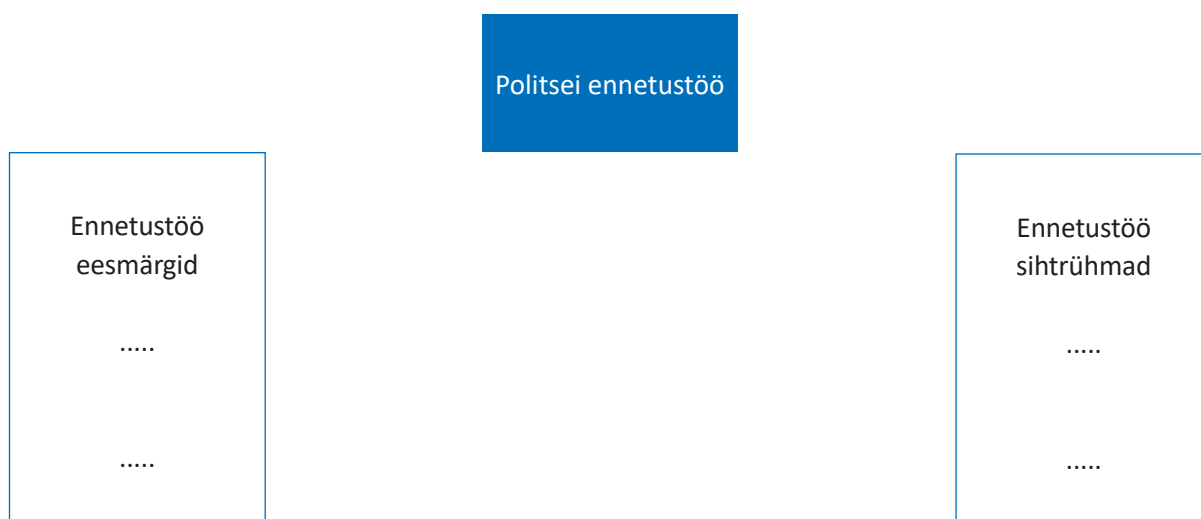 Politsei ennetustöö
Ennetustöö
eesmärgid
.....
.....
Ennetustöö
sihtrühmad
.....
.....